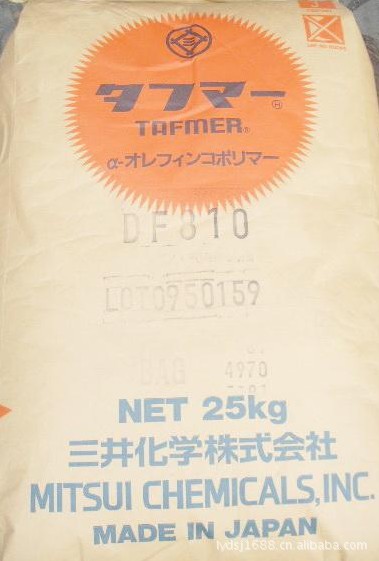 タフマー®
TAFMER®
α-オレフィンコポリマー
DF810
LOT0950159
BAG 4970
NET 25kg
三井化学株式会社
MITSUI CHEMICALS,INC.
MADE IN JAPAN
lydsj1688.cn.alibaba.com